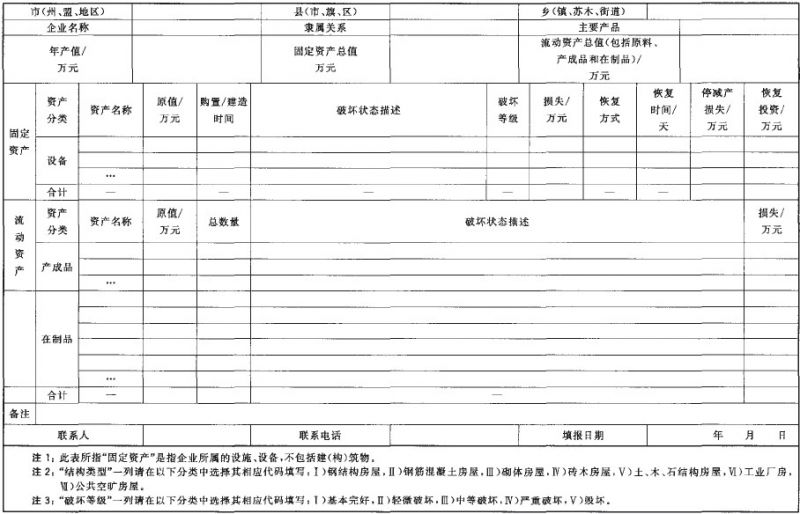 市(州、盟、地区) 县(市、旗、区) 乡(镇、苏木、街道)
企业名称 隶属关系 主要产品
年产值/万元 固定资产总值万元 流动资产总值(包括原料、产成品和在制品)/万元
固定资产 资产分类 资产名称 原值/万元 购置/建造时间 破坏状态描述 破坏等级 损失/万元 恢复方式 恢复时间/天 停减产损失/万元 恢复投资/万元
设备
…
合计 — — — — — —
流动资产 资产分类 资产名称 原值/万元 总数量 破坏状态描述 损失/万元
产成品
…
在制品
…
合计 — —
备注
联系人 联系电话 填报日期 年 月 日
注1:此表所指“固定资产”是指企业所属的设施、设备,不包括建(构)筑物。
注2:“结构类型”一列请在以下分类中选择其相应代码填写:Ⅰ)钢结构房屋,Ⅱ)钢筋混凝土房屋,Ⅲ)砌体房屋,Ⅳ)砖木房屋,Ⅴ)土、木、石结构房屋,Ⅵ)工业厂房,
Ⅶ)公共空旷房屋。
注3:“破坏等级”一列请在以下分类中选择其相应代码填写:Ⅰ)基本完好,Ⅱ)轻微破坏,Ⅲ)中等破坏,Ⅳ)严重破坏,Ⅴ)毁坏.